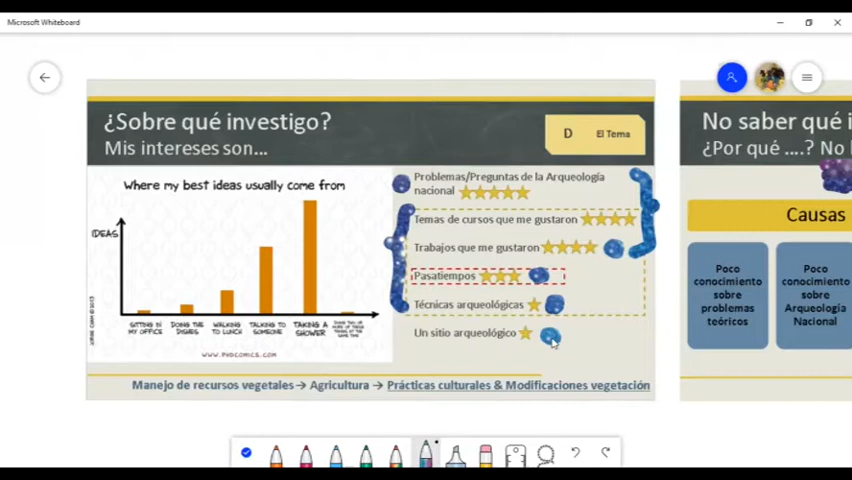 Microsoft Whiteboard
¿Sobre qué investigo?
Mis intereses son...
D El Tema
Where my best ideas usually come from
IDEAS
SITTING IN MY OFFICE
DOING THE DISHES
WALKING TO LUNCH
TALKING TO SOMEONE
TAKING A SHOWER
WWW.PHDCOMICS.COM
Problemas/Preguntas de la Arqueología
nacional
Temas de cursos que me gustaron
Trabajos que me gustaron
Pasatiempos
Técnicas arqueológicas
Un sitio arqueológico
Manejo de recursos vegetales→ Agricultura → Prácticas culturales & Modificaciones vegetación
No saber qué i
¿Por qué ....? No
Causas
Poco
conocimiento
sobre
problemas
teóricos
Poco
conocimiento
sobre
Arqueología
Nacional